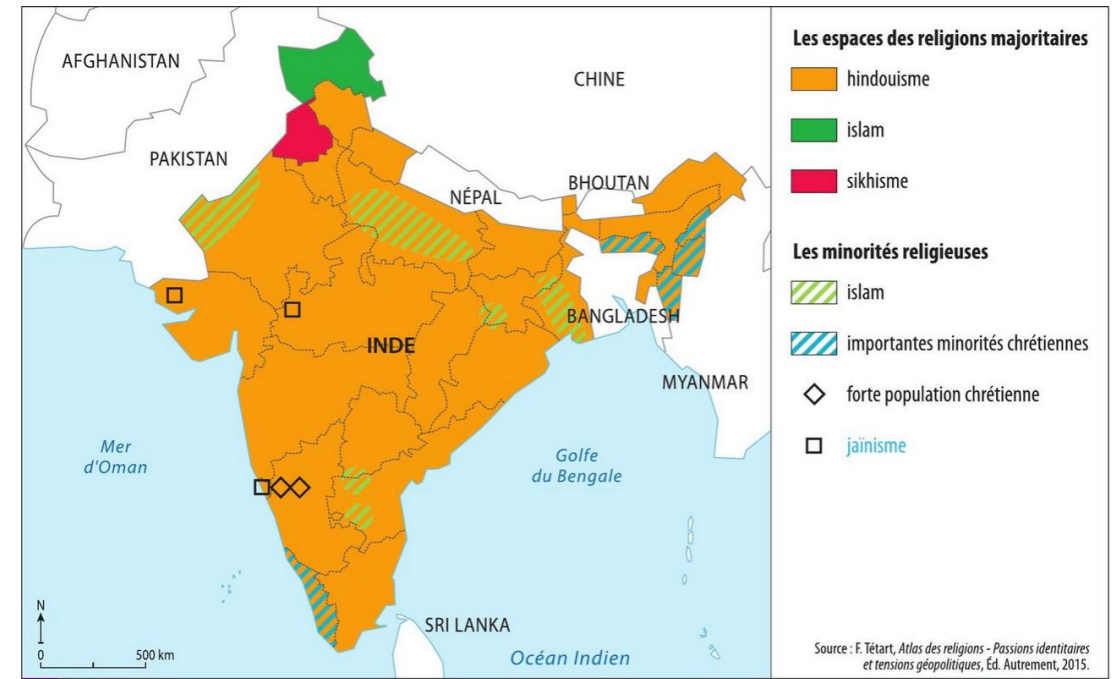 AFGHANISTAN
CHINE
PAKISTAN
NÉPAL
BHOUTAN
BANGLADESH
INDE
MYANMAR
Mer
d'Oman
Golfe
du Bengale
SRI LANKA
Océan Indien
N
0
500 km
Les espaces des religions majoritaires
hindouisme
islam
sikhisme
Les minorités religieuses
islam
importantes minorités chrétiennes
forte population chrétienne
jaïnisme
Source : F. Tétart, Atlas des religions - Passions identitaires
et tensions géopolitiques, Éd. Autrement, 2015.